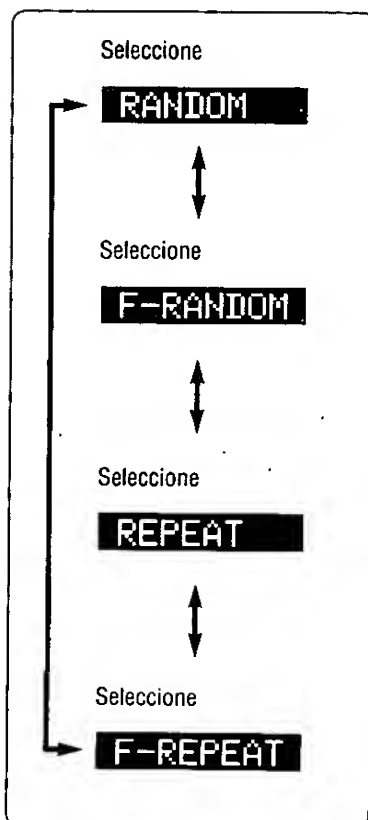 Seleccione
RANDOM
Seleccione
F-RANDOM
Seleccione
REPEAT
Seleccione
F-REPEAT